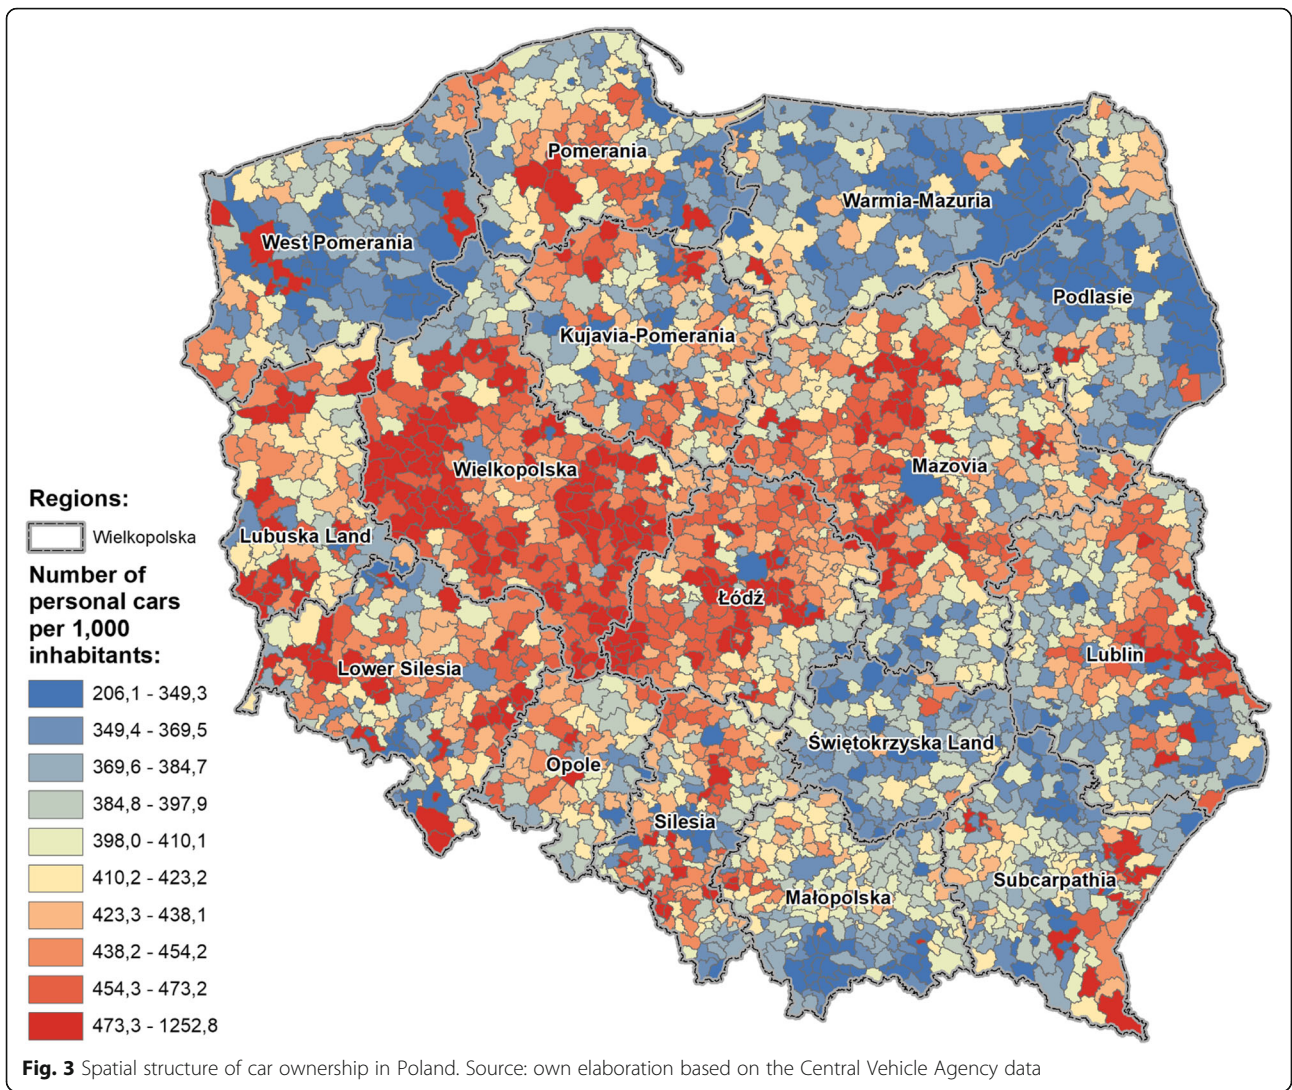 Pomerania
Warmia-Mazuria
West Pomerania
Podlasie
Kujavia-Pomerania
Wielkopolska
Mazovia
Regions:
Wielkopolska
Lubuska Land
Number of
personal cars
per 1,000
inhabitants:
Łódź
Lublin
Lower Silesia
206,1 - 349,3
349,4 - 369,5
369,6 - 384,7
384,8 - 397,9
398,0 - 410,1
410,2 - 423,2
423,3 - 438,1
438,2 - 454,2
454,3 - 473,2
473,3 - 1252,8
Świętokrzyska Land
Opole
Silesia
Subcarpathia
Małopolska
Fig. 3 Spatial structure of car ownership in Poland. Source: own elaboration based on the Central Vehicle Agency data